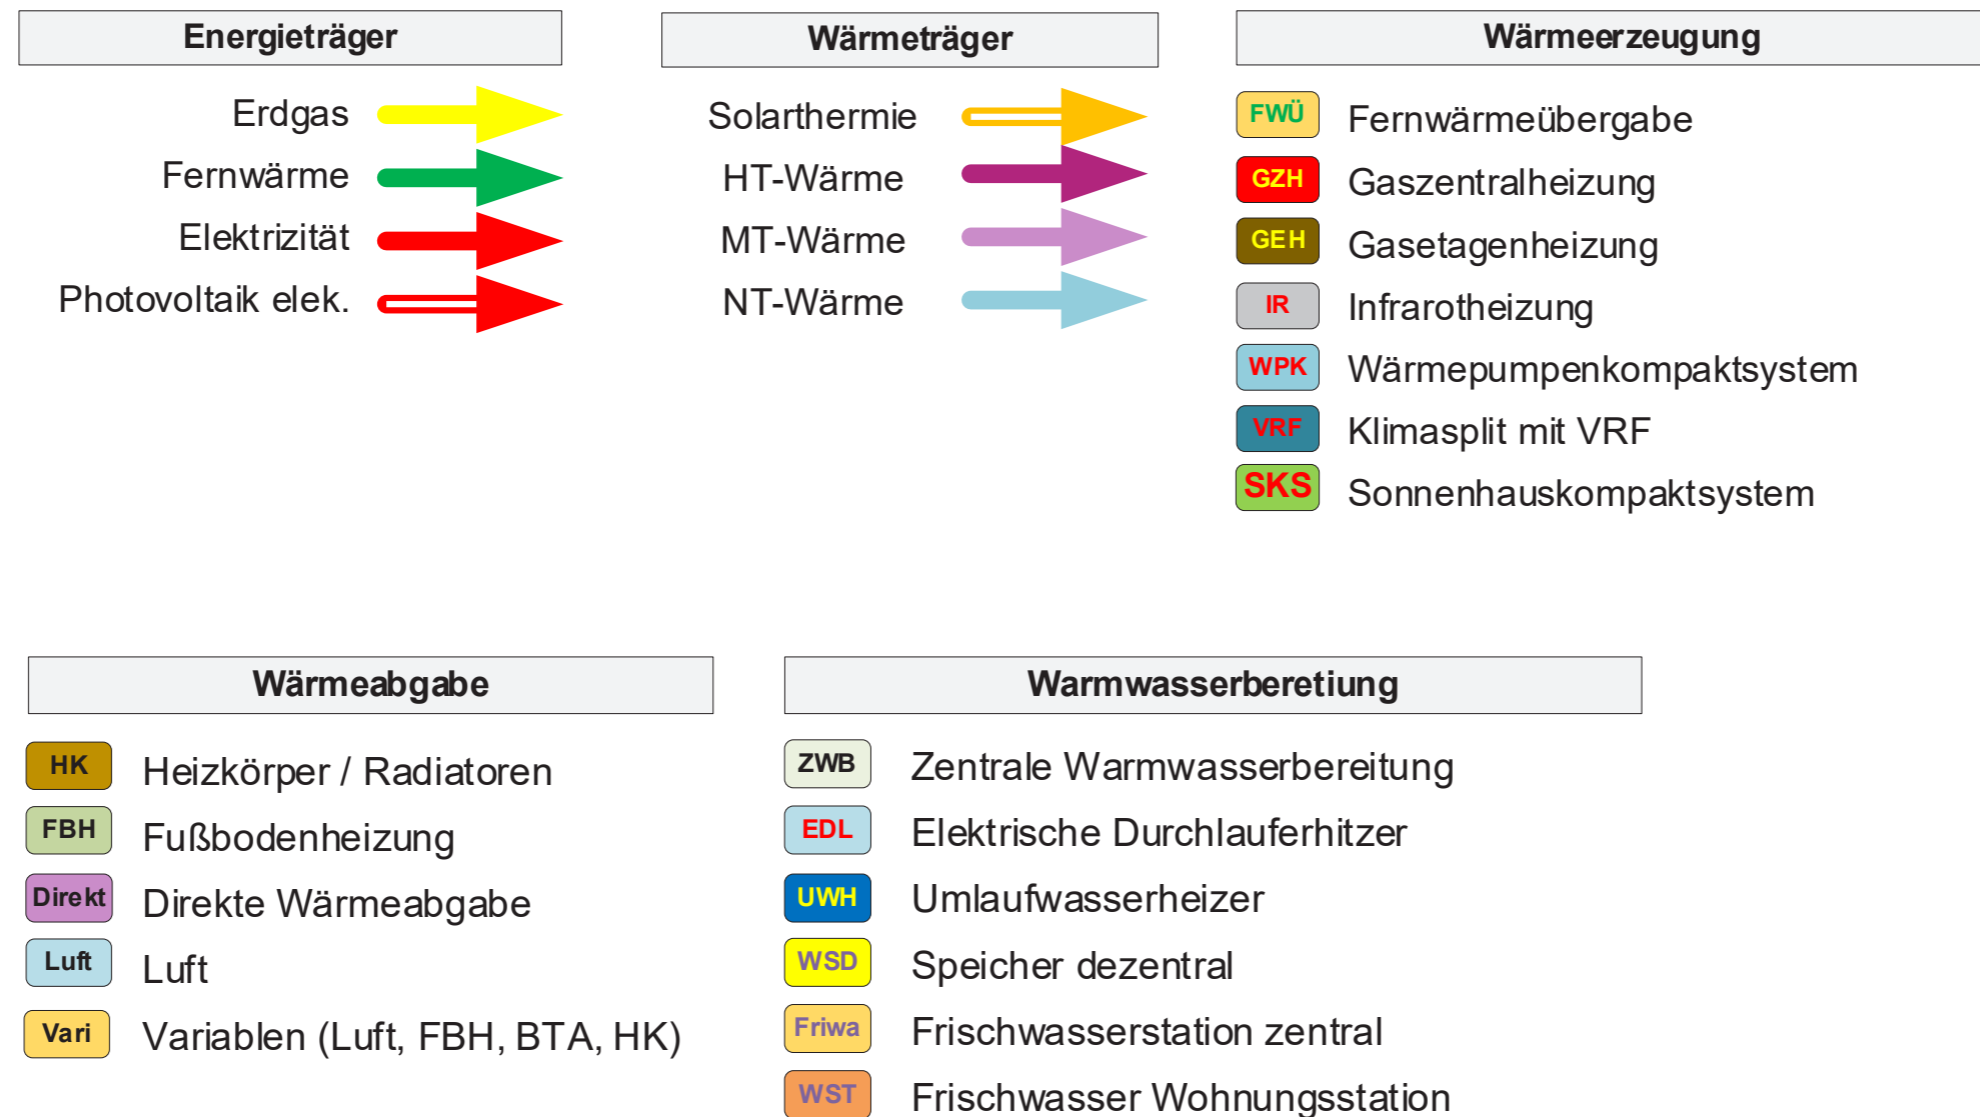 Energieträger
Erdgas
Fernwärme
Elektrizität
Photovoltaik elek.
Wärmeträger
Solarthermie
HT-Wärme
MT-Wärme
NT-Wärme
Wärmeerzeugung
FWÜ Fernwärmeübergabe
GZH Gaszentralheizung
GEH Gasetagenheizung
IR Infrarotheizung
WPK Wärmepumpenkompaktsystem
VRF Klimasplit mit VRF
SKS Sonnenhauskompaktsystem
Wärmeabgabe
HK Heizkörper / Radiatoren
FBH Fußbodenheizung
Direkt Direkte Wärmeabgabe
Luft Luft
Vari Variablen (Luft, FBH, BTA, HK)
Warmwasserberetiung
ZWB Zentrale Warmwasserbereitung
EDL Elektrische Durchlauferhitzer
UWH Umlaufwasserheizer
WSD Speicher dezentral
Friwa Frischwasserstation zentral
WST Frischwasser Wohnungsstation